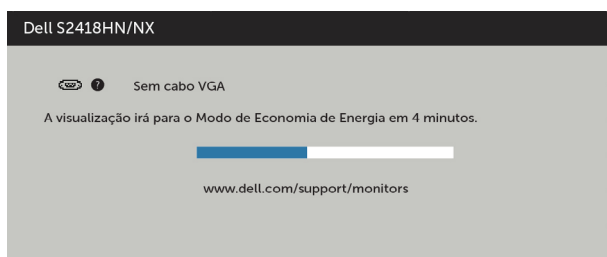 Dell S2418HN/NX
? Sem cabo VGA
A visualização irá para o Modo de Economia de Energia em 4 minutos.
www.dell.com/support/monitors